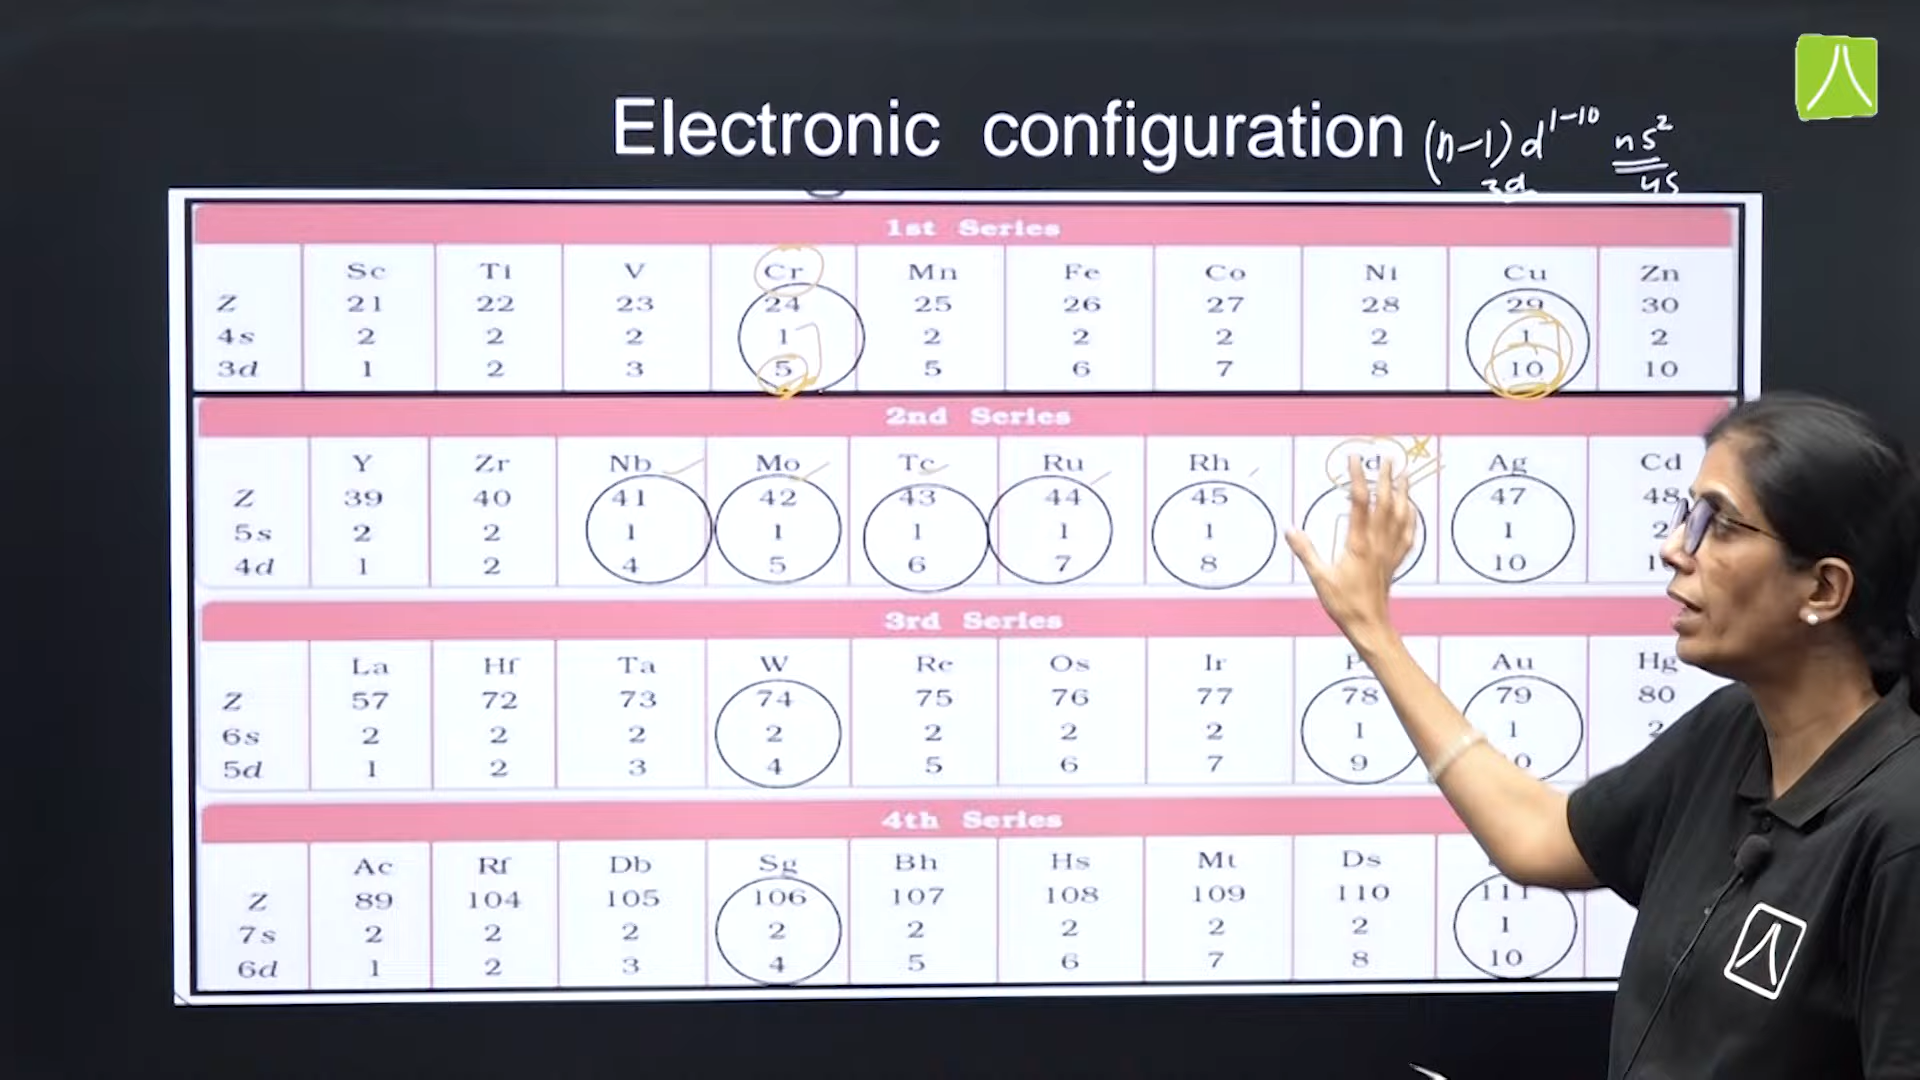 Electronic configuration (n-1)d¹⁻¹⁰ ns²
3d 4s
1st Series
Sc Ti V Cr Mn Fe Co Ni Cu Zn
Z 21 22 23 24 25 26 27 28 29 30
4s 2 2 2 1 2 2 2 2 1 2
3d 1 2 3 5 5 6 7 8 10 10
2nd Series
Y Zr Nb Mo Tc Ru Rh Ag Cd
Z 39 40 41 42 43 44 45 47 48
5s 2 2 1 1 1 1 1 1 2
4d 1 2 4 5 6 7 8 10
3rd Series
La Hf Ta W Re Os Ir Au Hg
Z 57 72 73 74 75 76 77 78 79 80
6s 2 2 2 2 2 2 2 1 1 2
5d 1 2 3 4 5 6 7 9
4th Series
Ac Rf Db Sg Bh Hs Mt Ds
Z 89 104 105 106 107 108 109 110 111
7s 2 2 2 2 2 2 2 2 1
6d 1 2 3 4 5 6 7 8 10